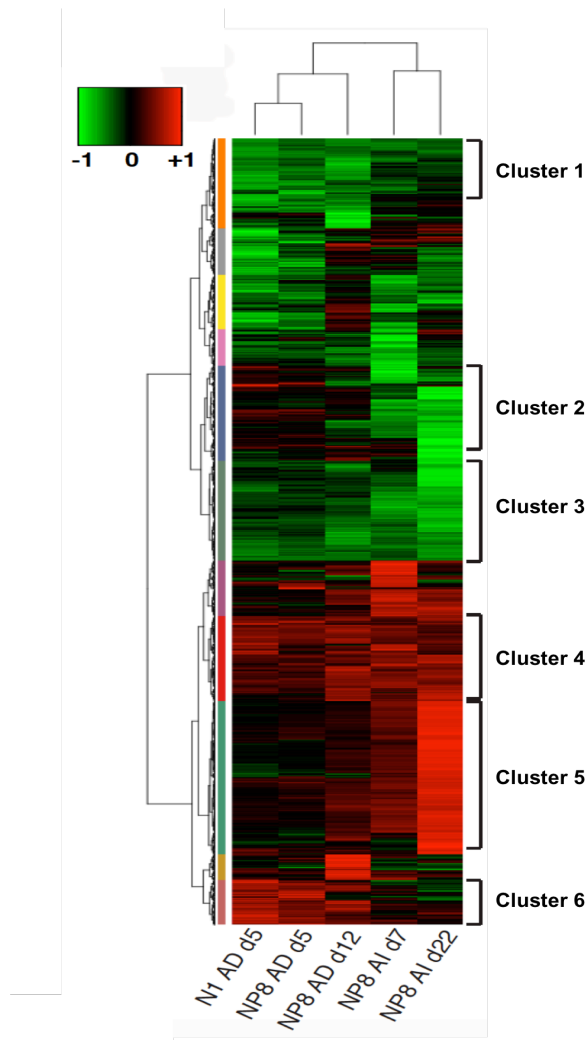 -1 0 +1
Cluster 1
Cluster 2
Cluster 3
Cluster 4
Cluster 5
Cluster 6
N1 AD d5
NP8 AD d5
NP8 AD d12
NP8 AI d7
NP8 AI d22